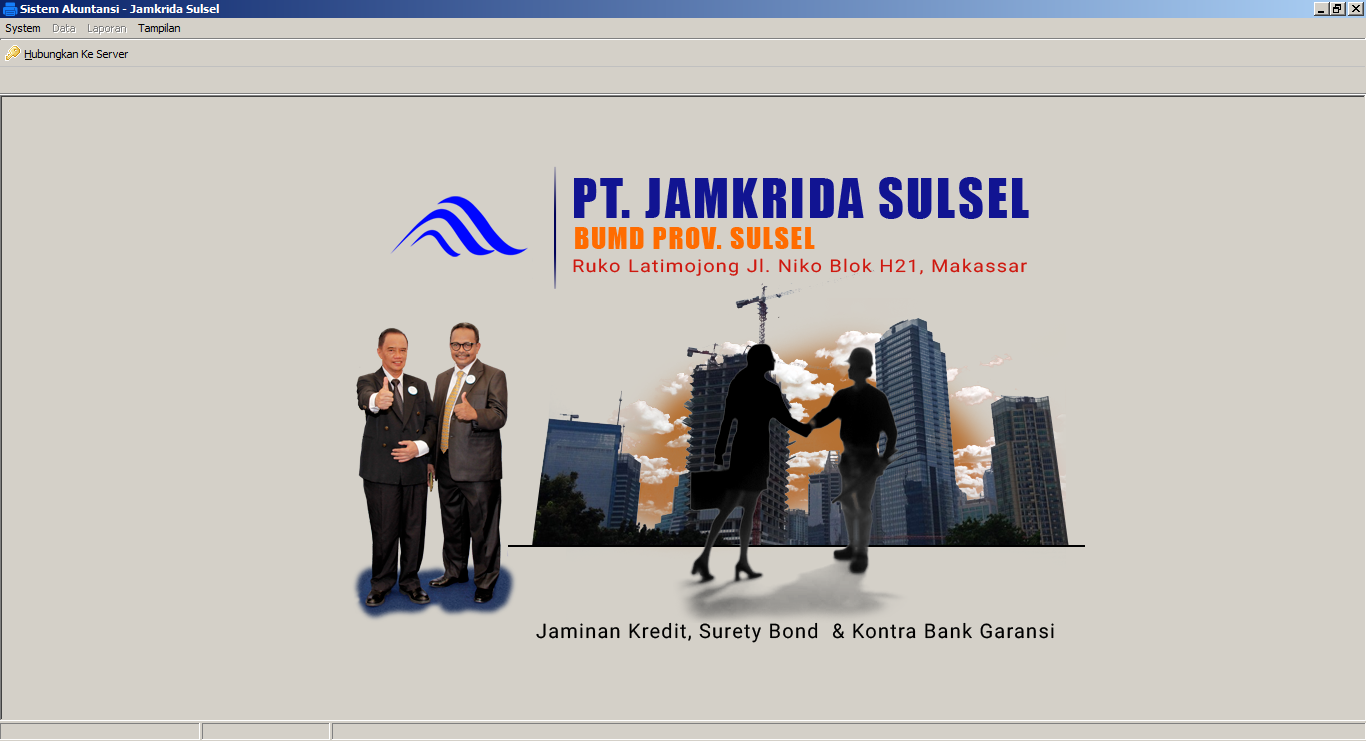 Sistem Akuntansi - Jamkrida Sulsel
System Data Laporan Tampilan
Hubungkan Ke Server
PT. JAMKRIDA SULSEL
BUMD PROV. SULSEL
Ruko Latimojong Jl. Niko Blok H21, Makassar
Jaminan Kredit, Surety Bond & Kontra Bank Garansi